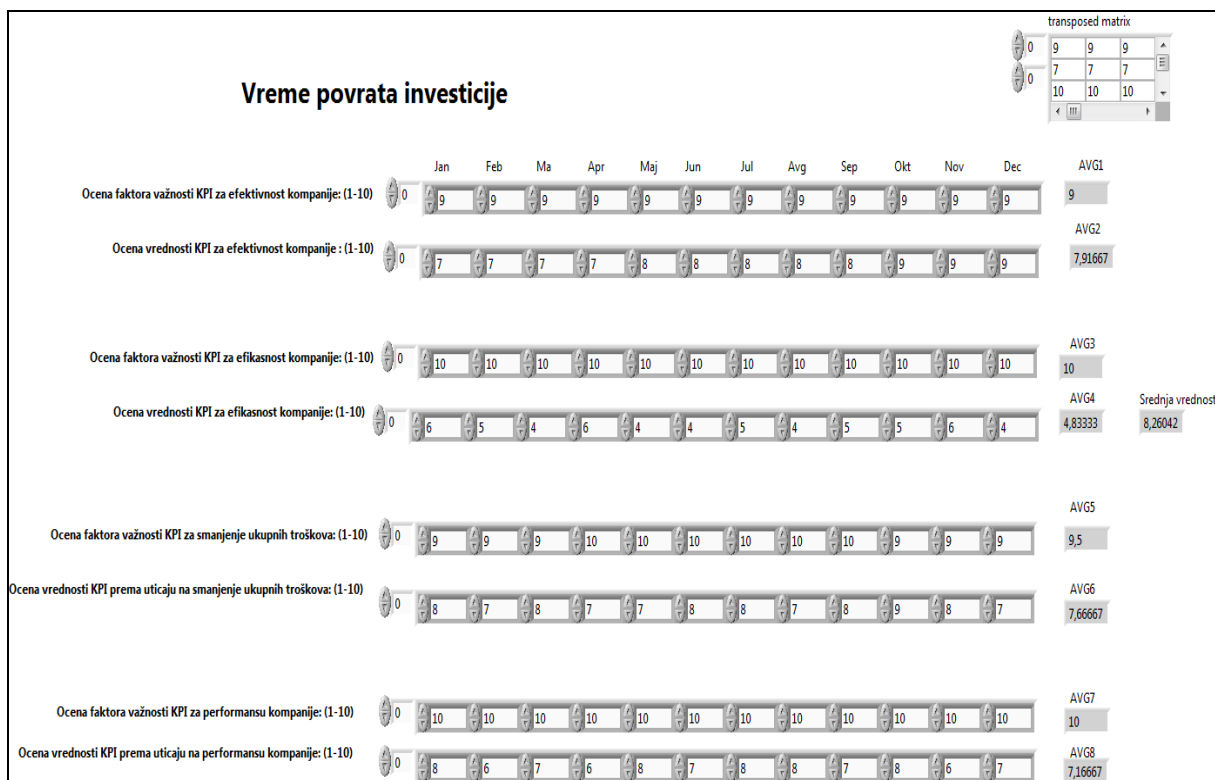 transposed matrix
0 9 9 9
0 7 7 7
10 10 10
Vreme povrata investicije
Jan Feb Ma Apr Maj Jun Jul Avg Sep Okt Nov Dec AVG1
Ocena faktora važnosti KPI za efektivnost kompanije: (1-10) 0 9 9 9 9 9 9 9 9 9 9 9 9 9
AVG2
Ocena vrednosti KPI za efektivnost kompanije : (1-10) 0 7 7 7 7 8 8 8 8 8 9 9 9 7,91667
AVG3
Ocena faktora važnosti KPI za efikasnost kompanije: (1-10) 0 10 10 10 10 10 10 10 10 10 10 10 10 10
AVG4 Srednja vrednost
Ocena vrednosti KPI za efikasnost kompanije: (1-10) 0 6 5 4 6 4 4 5 4 5 5 6 4 4,83333 8,26042
AVG5
Ocena faktora važnosti KPI za smanjenje ukupnih troškova: (1-10) 0 9 9 9 10 10 10 10 10 10 9 9 9 9,5
AVG6
Ocena vrednosti KPI prema uticaju na smanjenje ukupnih troškova: (1-10) 0 8 7 8 7 7 8 8 7 8 9 8 7 7,66667
AVG7
Ocena faktora važnosti KPI za performansu kompanije: (1-10) 0 10 10 10 10 10 10 10 10 10 10 10 10 10
AVG8
Ocena vrednosti KPI prema uticaju na performansu kompanije: (1-10) 0 8 6 7 6 8 7 8 8 7 8 6 7 7,16667